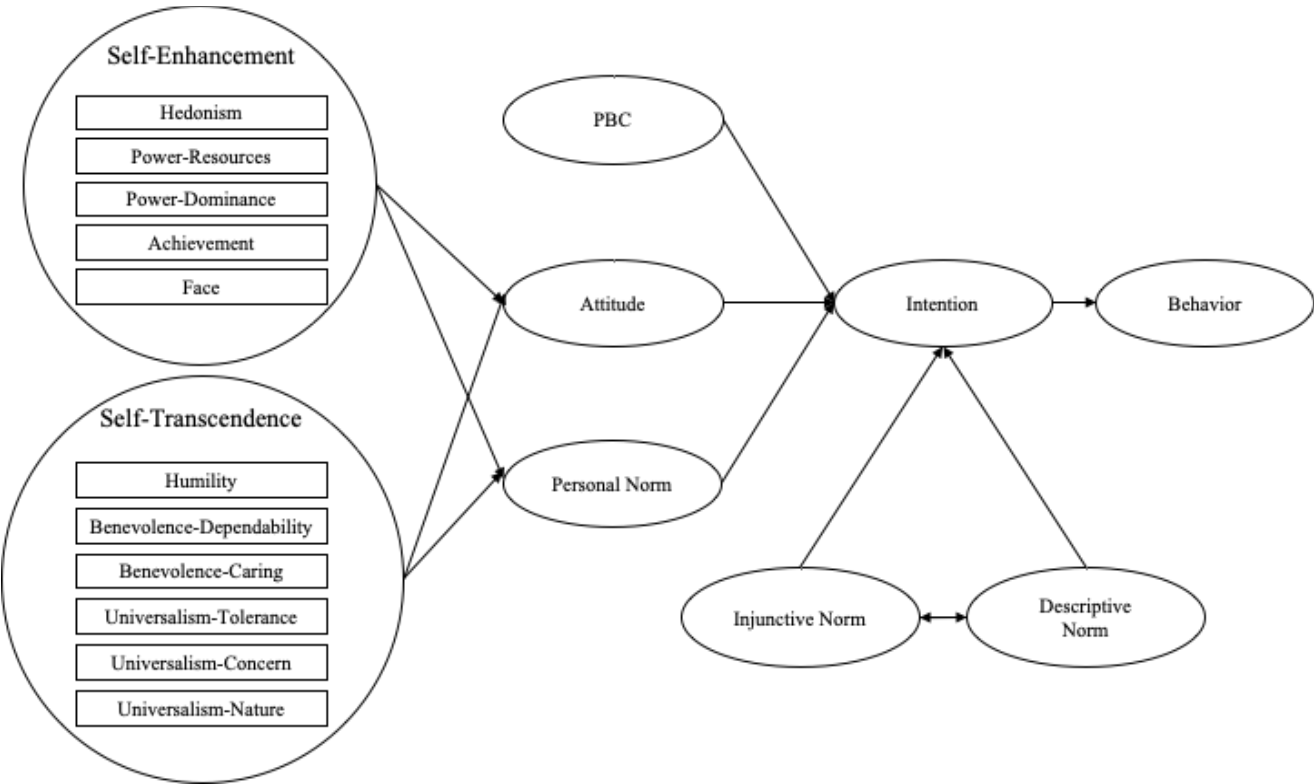 Self-Enhancement
Hedonism
Power-Resources
Power-Dominance
Achievement
Face
Self-Transcendence
Humility
Benevolence-Dependability
Benevolence-Caring
Universalism-Tolerance
Universalism-Concern
Universalism-Nature
PBC
Attitude
Personal Norm
Intention
Behavior
Injunctive Norm
Descriptive
Norm